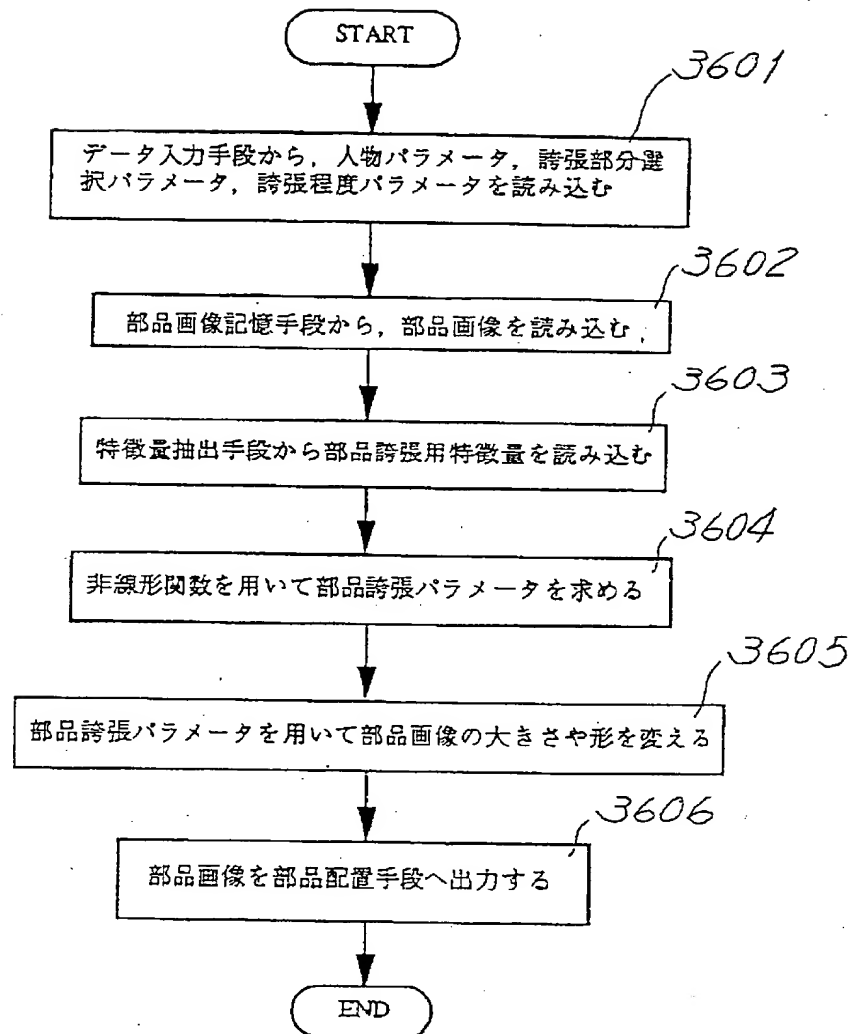 START
3601
データ入力手段から，人物パラメータ，誇張部分選
択パラメータ，誇張程度パラメータを読み込む
3602
部品画像記憶手段から，部品画像を読み込む
3603
特徴量抽出手段から部品誇張用特徴量を読み込む
3604
非線形関数を用いて部品誇張パラメータを求める
3605
部品誇張パラメータを用いて部品画像の大きさや形を変える
3606
部品画像を部品配置手段へ出力する
END